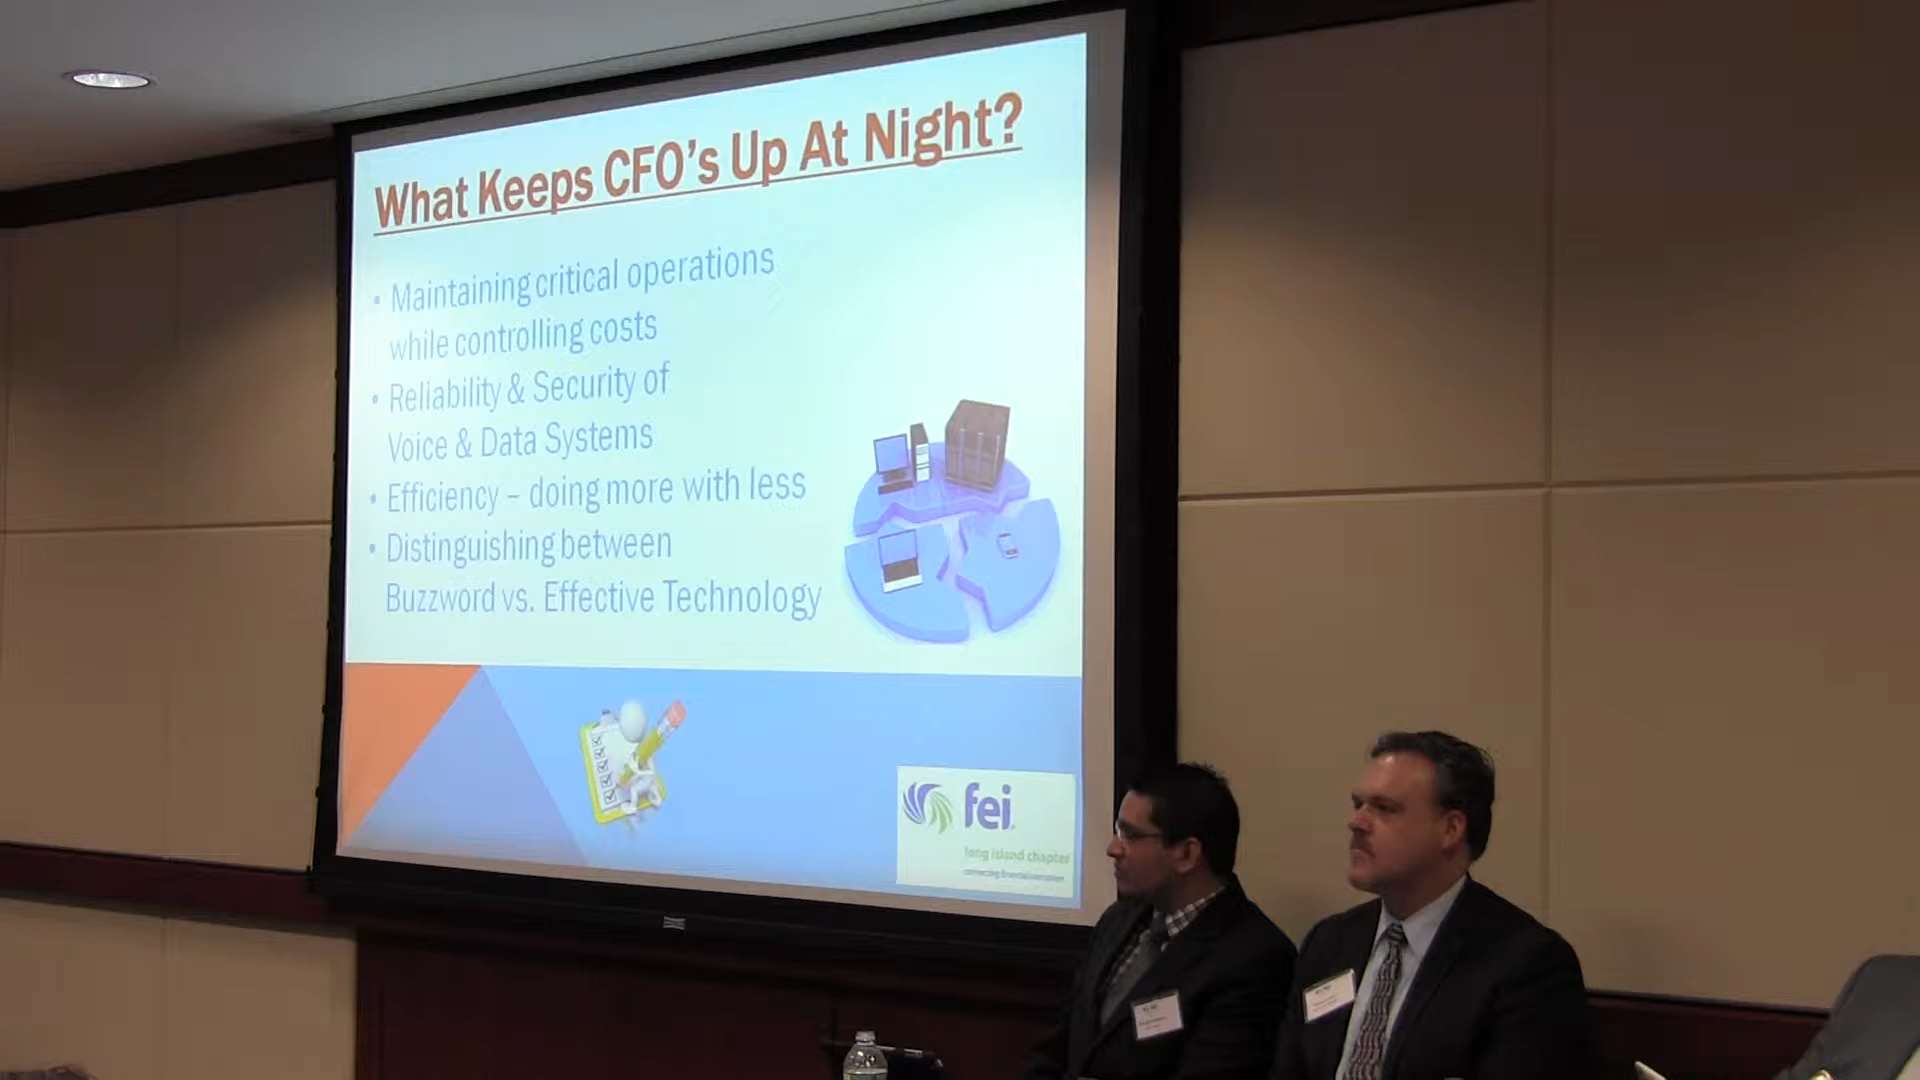 What Keeps CFO's Up At Night?
• Maintaining critical operations
while controlling costs
• Reliability & Security of
Voice & Data Systems
• Efficiency – doing more with less
• Distinguishing between
Buzzword vs. Effective Technology
fei
long island chapter